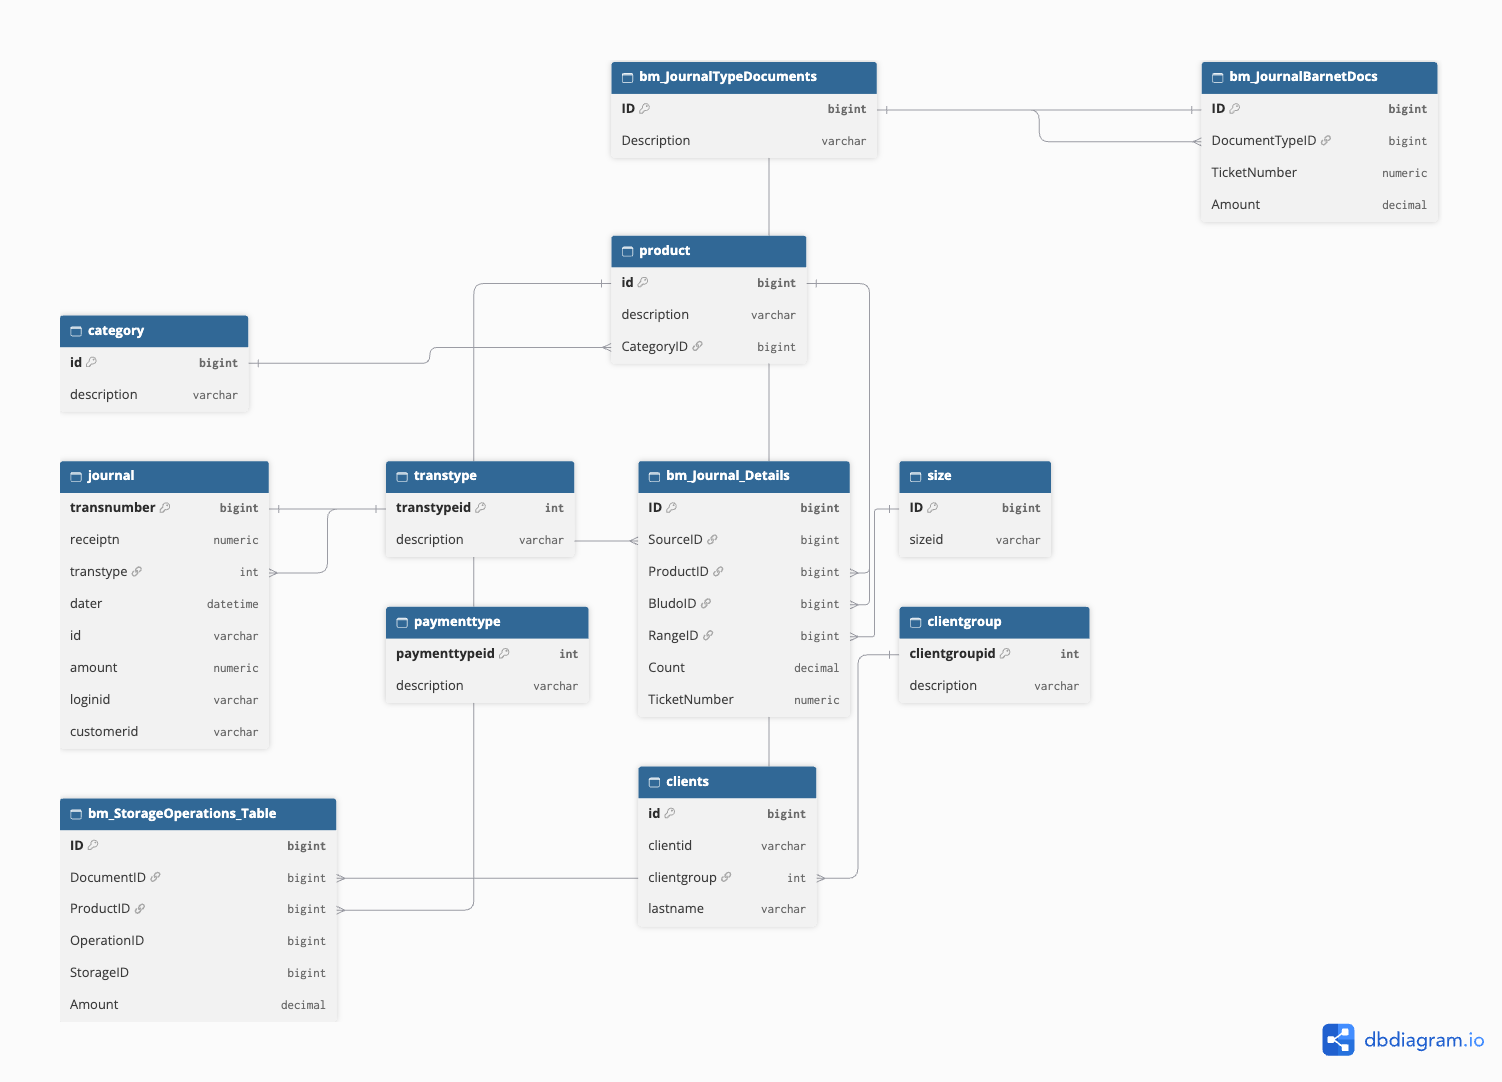 bm_JournalTypeDocuments
ID bigint
Description varchar
bm_JournalBarnetDocs
ID bigint
DocumentTypeID bigint
TicketNumber numeric
Amount decimal
product
id bigint
description varchar
CategoryID bigint
category
id bigint
description varchar
journal
transnumber bigint
receiptn numeric
transtype int
dater datetime
id varchar
amount numeric
loginid varchar
customerid varchar
transtype
transtypeid int
description varchar
bm_Journal_Details
ID bigint
SourceID bigint
ProductID bigint
BludoID bigint
RangeID bigint
Count decimal
TicketNumber numeric
size
ID bigint
sizeid varchar
paymenttype
paymenttypeid int
description varchar
clientgroup
clientgroupid int
description varchar
bm_StorageOperations_Table
ID bigint
DocumentID bigint
ProductID bigint
OperationID bigint
StorageID bigint
Amount decimal
clients
id bigint
clientid varchar
clientgroup int
lastname varchar
dbdiagram.io